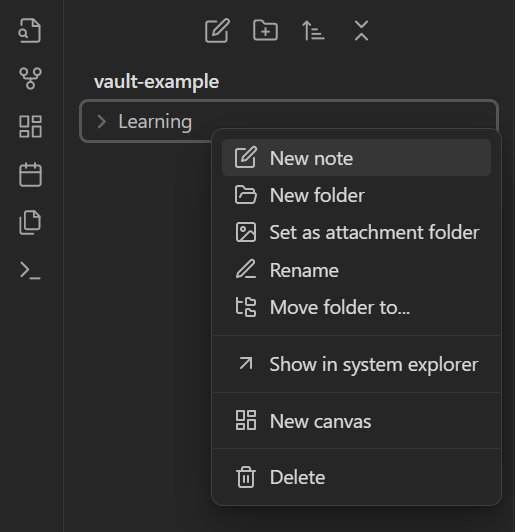 vault-example
Learning
New note
New folder
Set as attachment folder
Rename
Move folder to...
Show in system explorer
New canvas
Delete